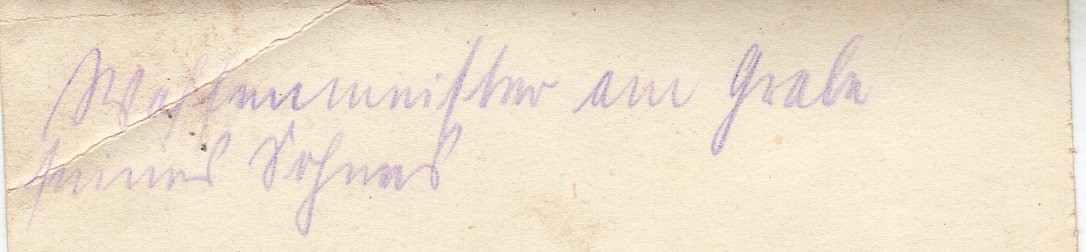 Waffenmeister am Grabe
seines Sohnes